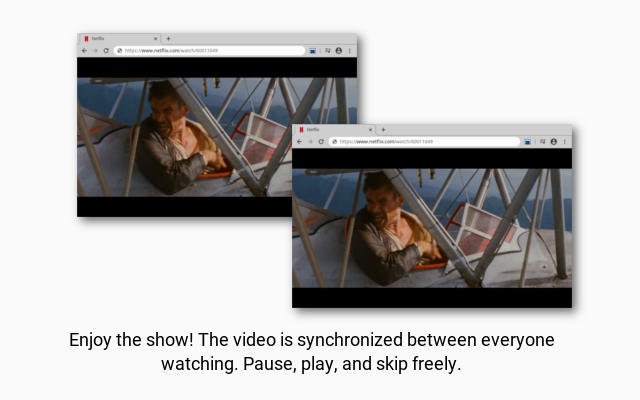 Netflix
https://www.netflix.com/watch/60011649
Netflix
https://www.netflix.com/watch/60011649
Enjoy the show! The video is synchronized between everyone
watching. Pause, play, and skip freely.